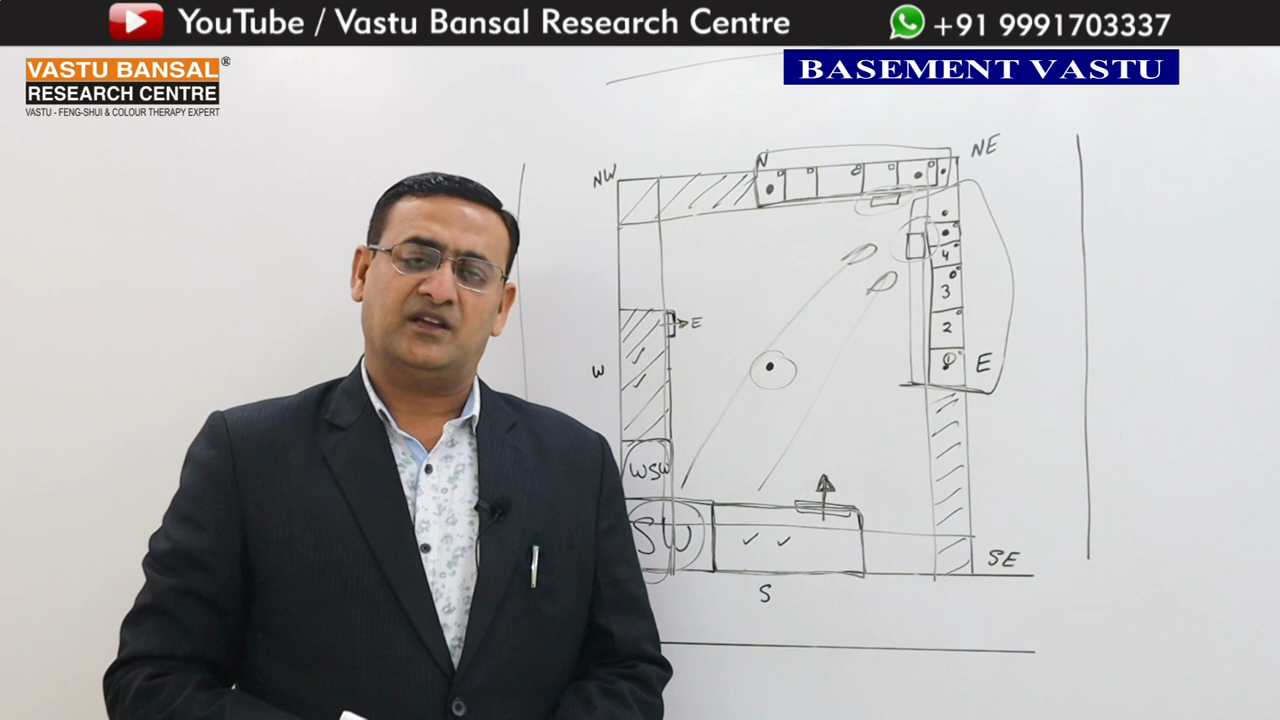 YouTube / Vastu Bansal Research Centre
+91 9991703337
BASEMENT VASTU
VASTU BANSAL®
RESEARCH CENTRE
VASTU - FENG-SHUI & COLOUR THERAPY EXPERT
NW
N
NE
4
3
E
2
W
E
WSW
SW
SE
S